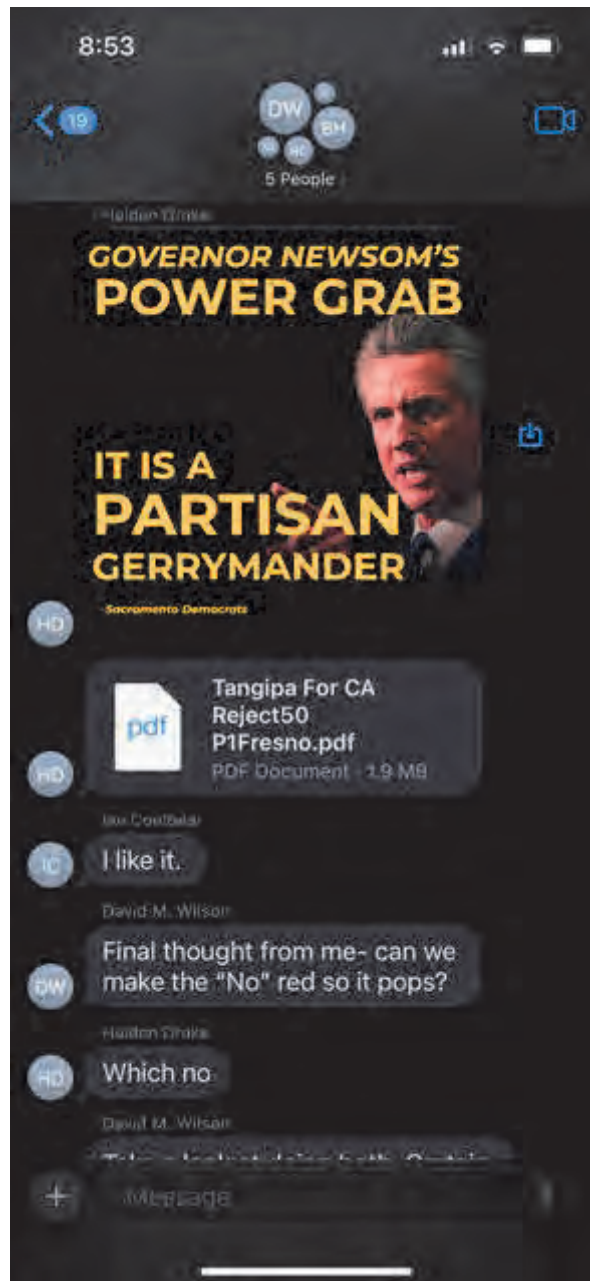 8:53
19
DW
BH
HC
5 People
GOVERNOR NEWSOM'S
POWER GRAB
IT IS A
PARTISAN
GERRYMANDER
-Sacramento Democrats
HD
pdf
Tangipa For CA
Reject50
P1Fresno.pdf
PDF Document · 1.9 MB
HD
I like it.
IC
David M. Wilson
Final thought from me- can we
make the "No" red so it pops?
DW
Which no
HD
David M. Wilson
Message